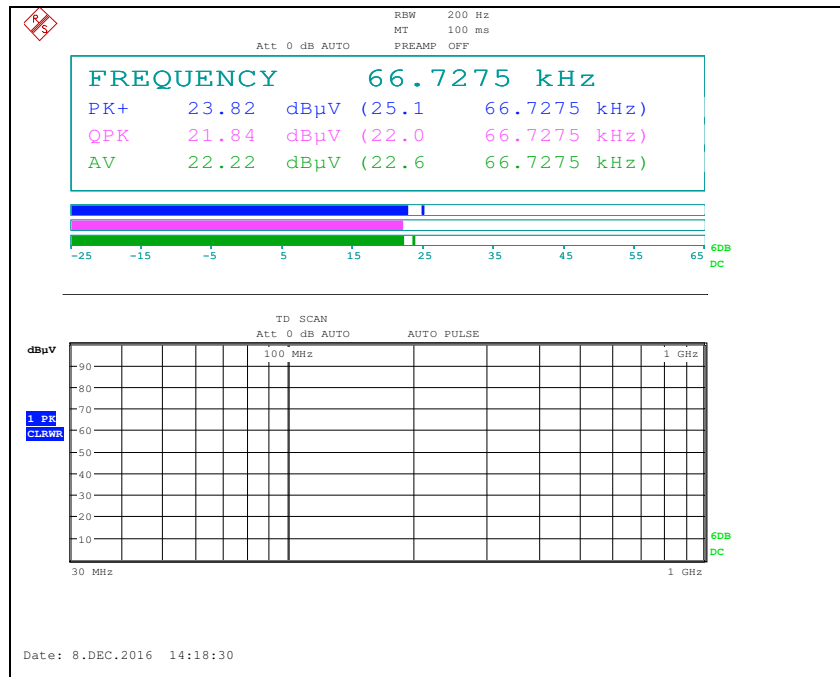 R S
RBW 200 Hz
MT 100 ms
Att 0 dB AUTO PREAMP OFF
FREQUENCY 66.7275 kHz
PK+ 23.82 dBµV (25.1 66.7275 kHz)
QPK 21.84 dBµV (22.0 66.7275 kHz)
AV 22.22 dBµV (22.6 66.7275 kHz)
-25 -15 -5 5 15 25 35 45 55 65
6DB
DC
TD SCAN
Att 0 dB AUTO AUTO PULSE
dBµV
100 MHz 1 GHz
90
80
70
1 PK
CLRWR
60
50
40
30
20
10
6DB
DC
30 MHz 1 GHz
Date: 8.DEC.2016 14:18:30